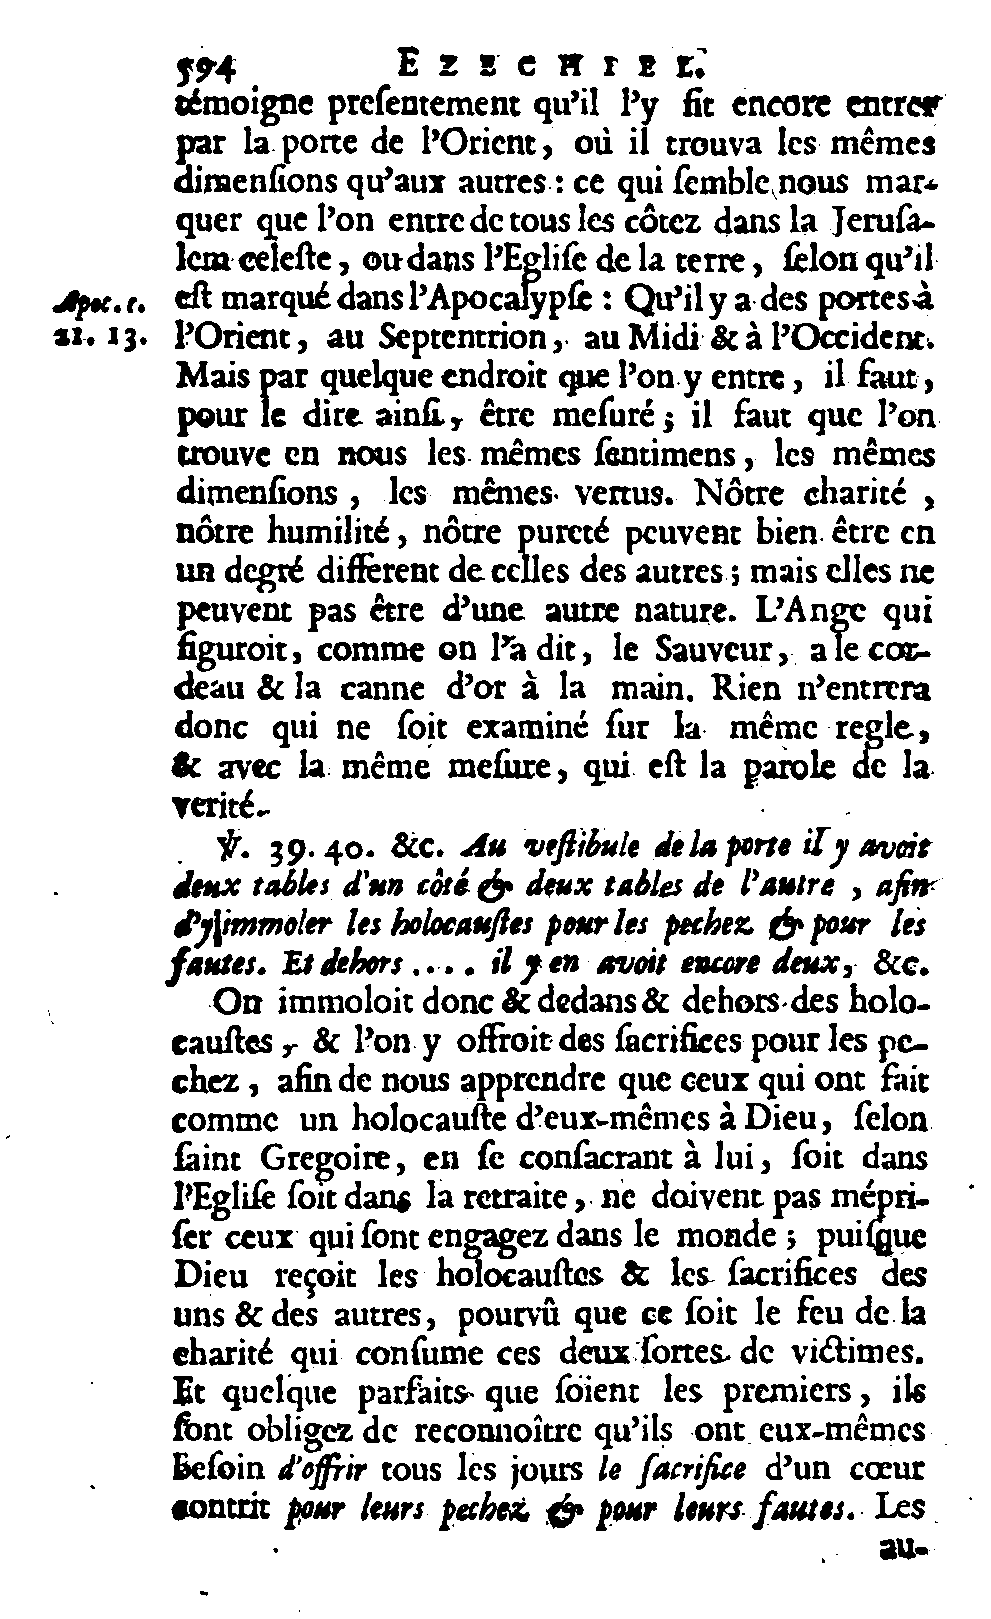 594 EZECHIEL.
témoigne preſentement qu'il l'y fit encore entrer
par la porte de l'Orient, où il trouva les mêmes
dimenſions qu'aux autres : ce qui ſemble nous mar-
quer que l'on entre de tous les côtez dans la Jeruſa-
lem celeſte, ou dans l'Egliſe de la terre, ſelon qu'il
Apoc. c. eſt marqué dans l'Apocalypſe : Qu'il y a des portes à
21. 13. l'Orient, au Septentrion, au Midi & à l'Occident.
Mais par quelque endroit que l'on y entre, il faut,
pour le dire ainſi, être meſuré ; il faut que l'on
trouve en nous les mêmes ſentimens, les mêmes
dimenſions, les mêmes vertus. Nôtre charité,
nôtre humilité, nôtre pureté peuvent bien être en
un degré different de celles des autres ; mais elles ne
peuvent pas être d'une autre nature. L'Ange qui
figuroit, comme on l'a dit, le Sauveur, a le cor-
deau & la canne d'or à la main. Rien n'entrera
donc qui ne ſoit examiné ſur la même regle,
& avec la même meſure, qui eſt la parole de la
verité.
℣. 39. 40. &c. Au veſtibule de la porte il y avoit
deux tables d'un côté & deux tables de l'autre, afin
d'y immoler les holocauſtes pour les pechez & pour les
fautes. Et dehors .... il y en avoit encore deux, &c.
On immoloit donc & dedans & dehors des holo-
cauſtes, & l'on y offroit des ſacrifices pour les pe-
chez, afin de nous apprendre que ceux qui ont fait
comme un holocauſte d'eux-mêmes à Dieu, ſelon
ſaint Gregoire, en ſe conſacrant à lui, ſoit dans
l'Egliſe ſoit dans la retraite, ne doivent pas mépri-
ſer ceux qui ſont engagez dans le monde ; puiſque
Dieu reçoit les holocauſtes & les ſacrifices des
uns & des autres, pourvû que ce ſoit le feu de la
charité qui conſume ces deux ſortes de victimes.
Et quelque parfaits que ſoient les premiers, ils
ſont obligez de reconnoître qu'ils ont eux-mêmes
beſoin d'offrir tous les jours le ſacrifice d'un cœur
contrit pour leurs pechez & pour leurs fautes. Les
au-